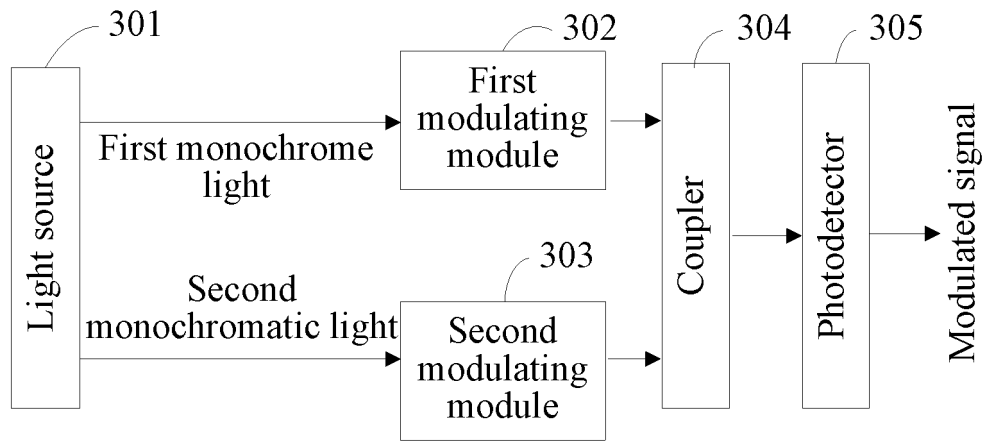 301
302
304
305
Light source
First monochrome
light
First
modulating
module
Second
monochromatic light
303
Second
modulating
module
Coupler
Photodetector
Modulated signal